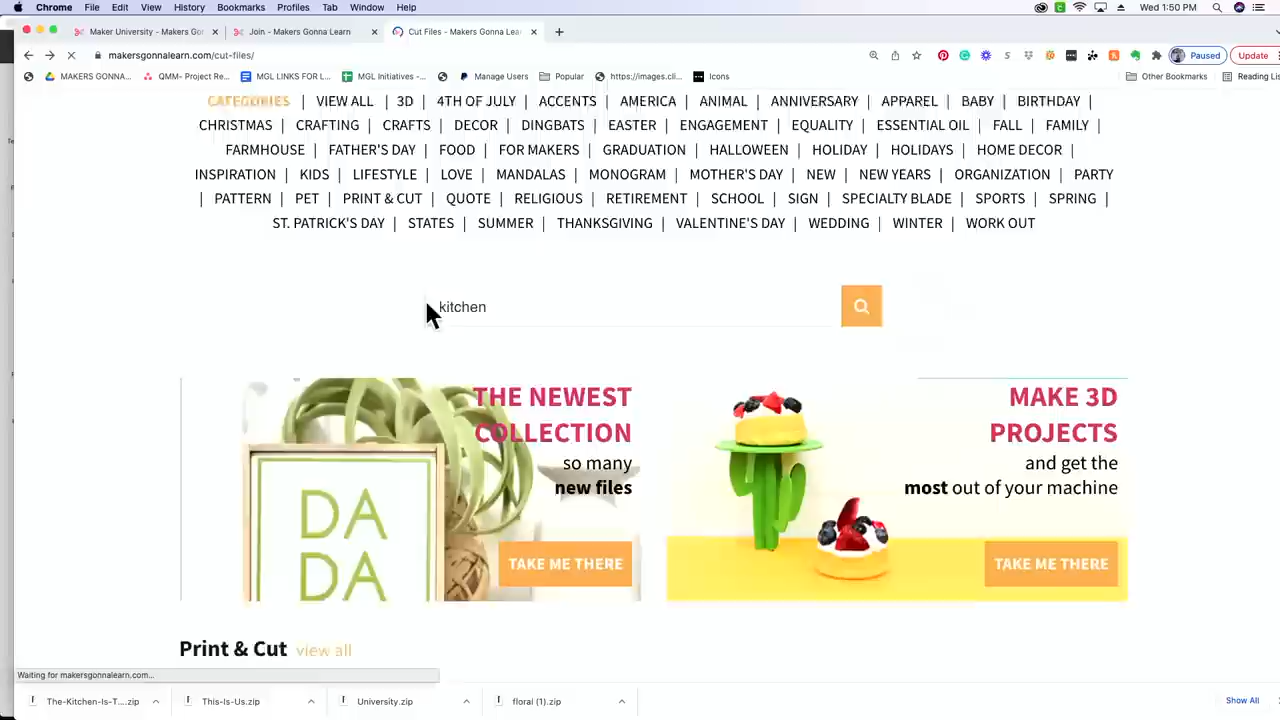 Chrome File Edit View History Bookmarks Profiles Tab Window Help Wed 1:50 PM
Maker University - Makers Go Join - Makers Gonna Learn Cut Files - Makers Gonna Lea
makersgonnalearn.com/cut-files/ Paused Update
MAKERS GONNA... QMM- Project Re... MGL LINKS FOR L... MGL Initiatives -... Manage Users Popular https://images.cli... Icons Other Bookmarks Reading List
CATEGORIES | VIEW ALL | 3D | 4TH OF JULY | ACCENTS | AMERICA | ANIMAL | ANNIVERSARY | APPAREL | BABY | BIRTHDAY |
CHRISTMAS | CRAFTING | CRAFTS | DECOR | DINGBATS | EASTER | ENGAGEMENT | EQUALITY | ESSENTIAL OIL | FALL | FAMILY |
FARMHOUSE | FATHER'S DAY | FOOD | FOR MAKERS | GRADUATION | HALLOWEEN | HOLIDAY | HOLIDAYS | HOME DECOR |
INSPIRATION | KIDS | LIFESTYLE | LOVE | MANDALAS | MONOGRAM | MOTHER'S DAY | NEW | NEW YEARS | ORGANIZATION | PARTY
| PATTERN | PET | PRINT & CUT | QUOTE | RELIGIOUS | RETIREMENT | SCHOOL | SIGN | SPECIALTY BLADE | SPORTS | SPRING |
ST. PATRICK'S DAY | STATES | SUMMER | THANKSGIVING | VALENTINE'S DAY | WEDDING | WINTER | WORK OUT
kitchen
THE NEWEST
COLLECTION
so many
new files
TAKE ME THERE
DA
DA
MAKE 3D
PROJECTS
and get the
most out of your machine
TAKE ME THERE
Print & Cut view all
Waiting for makersgonnalearn.com...
The-Kitchen-Is-T....zip This-Is-Us.zip University.zip floral (1).zip Show All